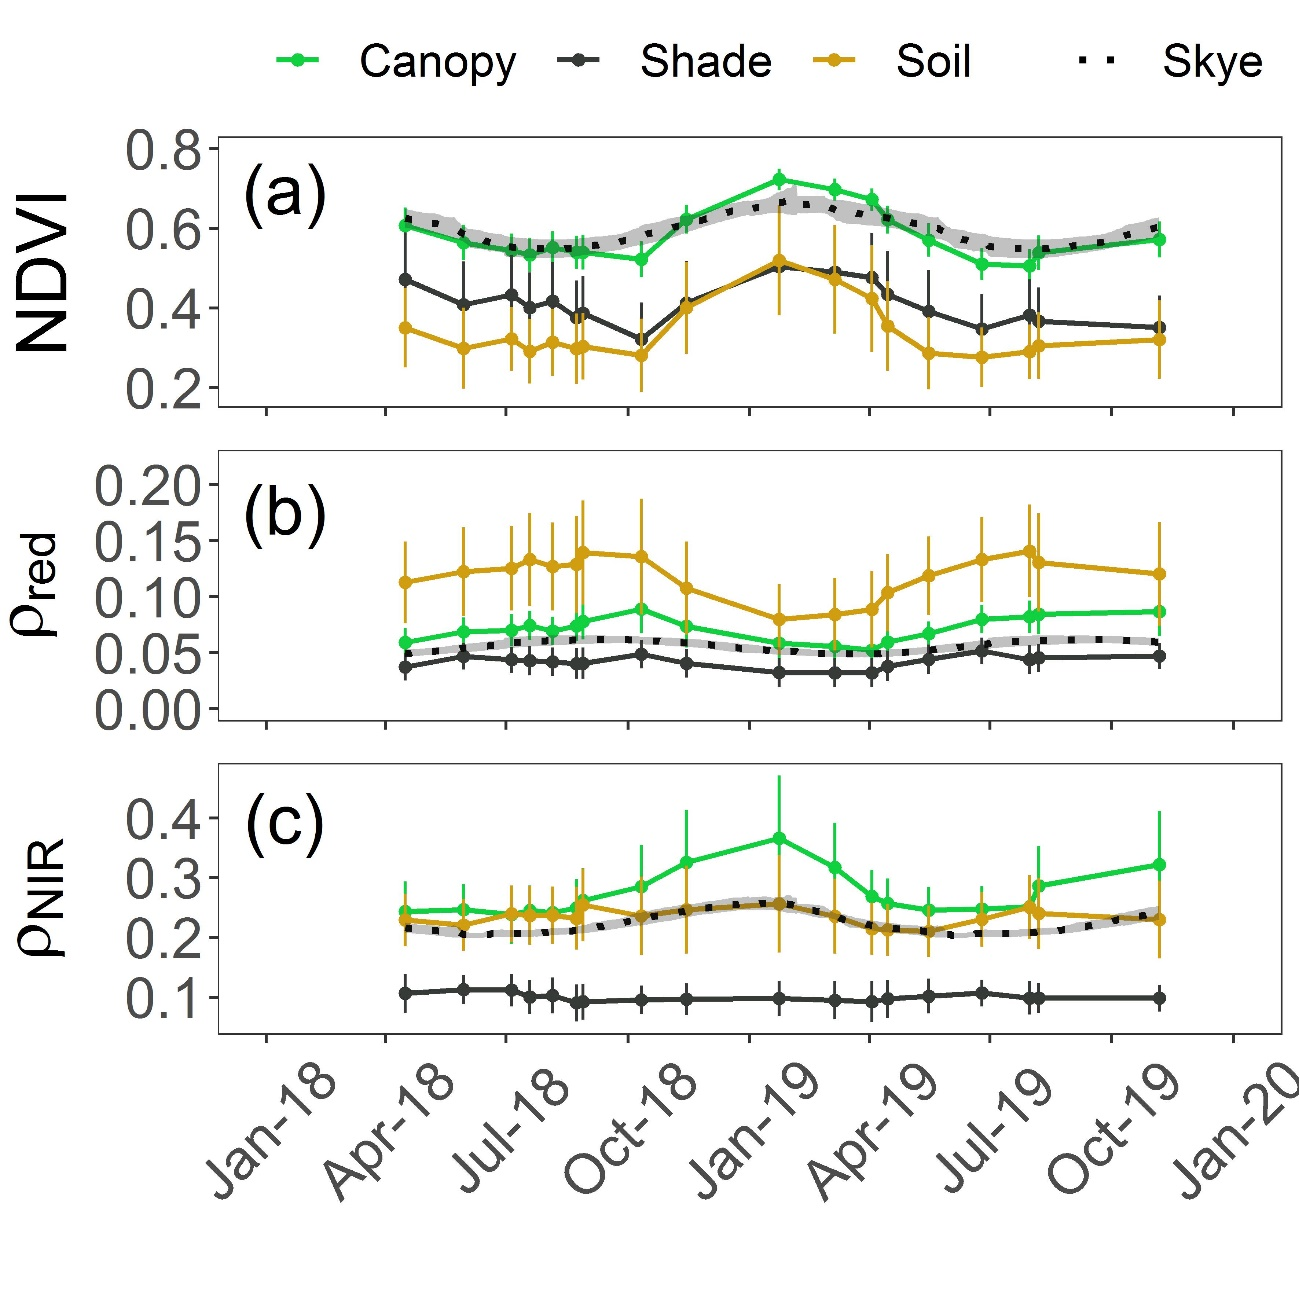 Canopy Shade Soil Skye
(a)
NDVI
0.8
0.6
0.4
0.2
(b)
ρred
0.20
0.15
0.10
0.05
0.00
(c)
ρNIR
0.4
0.3
0.2
0.1
Jan-18 Apr-18 Jul-18 Oct-18 Jan-19 Apr-19 Jul-19 Oct-19 Jan-20